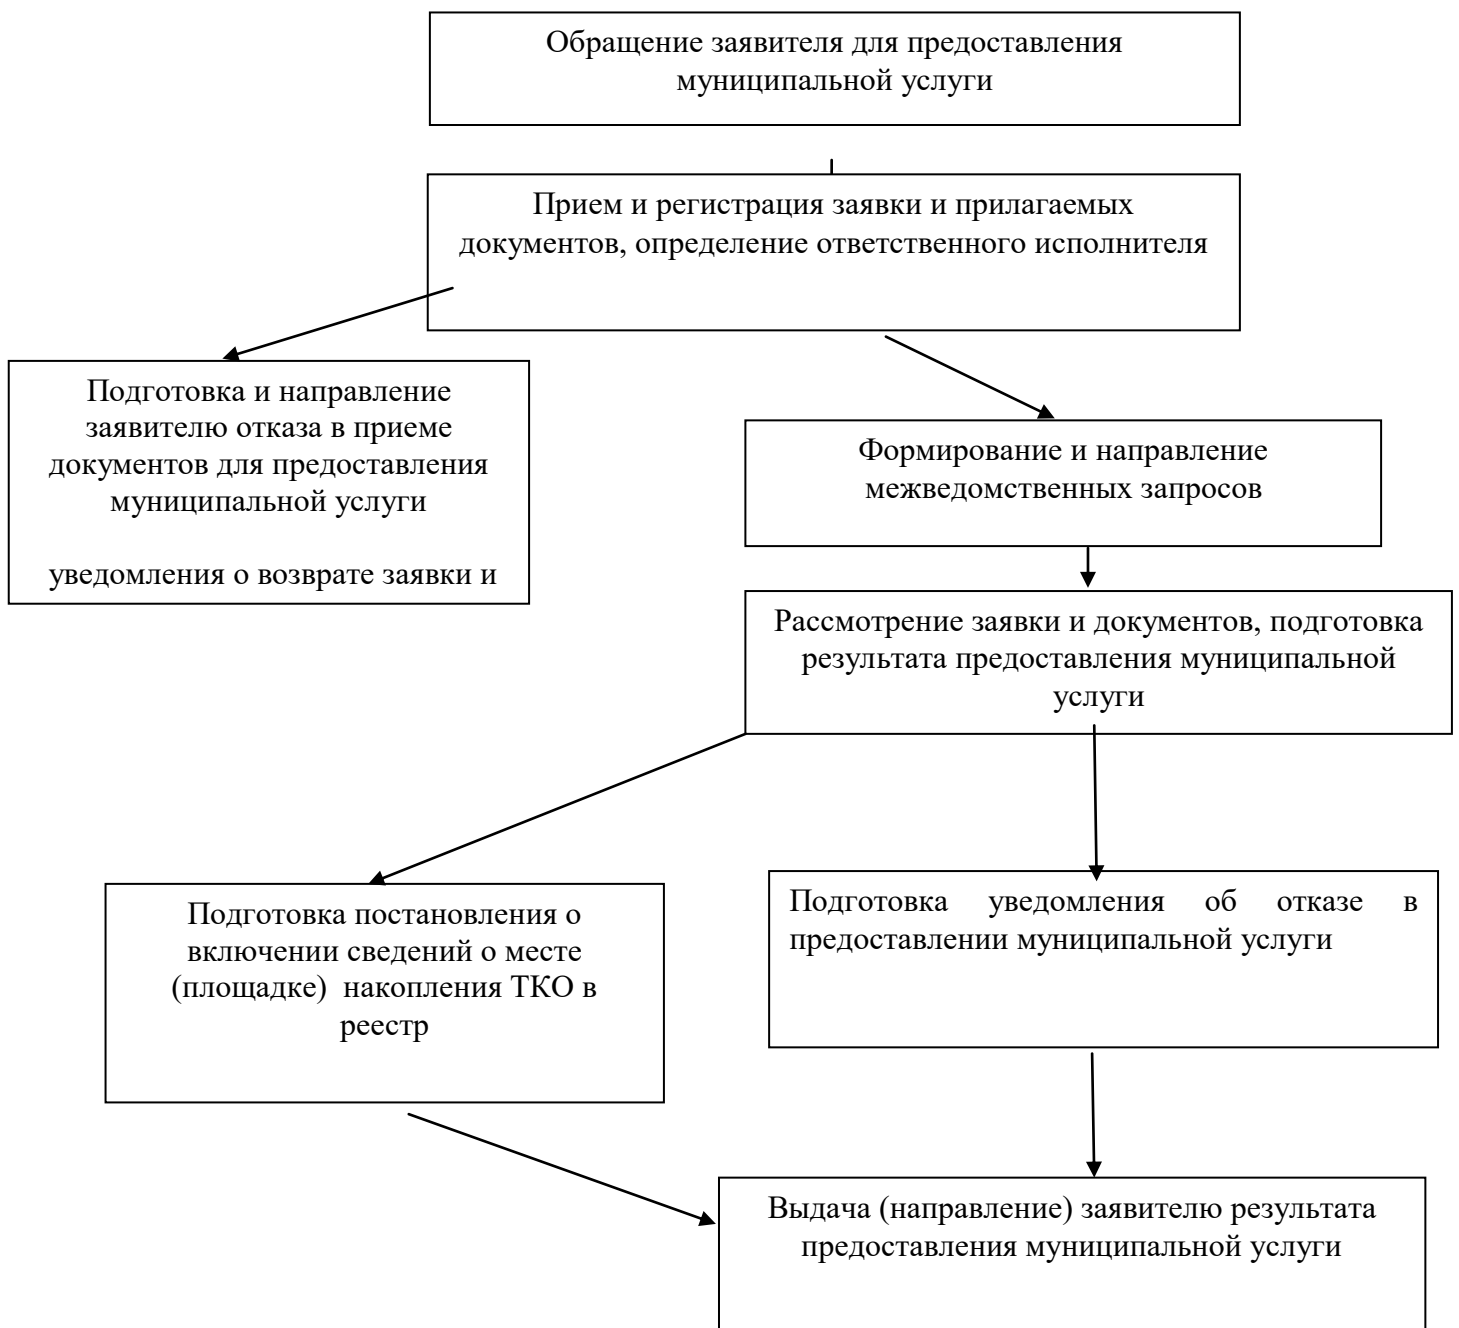 Обращение заявителя для предоставления
муниципальной услуги
Прием и регистрация заявки и прилагаемых
документов, определение ответственного исполнителя
Подготовка и направление
заявителю отказа в приеме
документов для предоставления
муниципальной услуги
уведомления о возврате заявки и
Формирование и направление
межведомственных запросов
Рассмотрение заявки и документов, подготовка
результата предоставления муниципальной
услуги
Подготовка постановления о
включении сведений о месте
(площадке)  накопления ТКО в
реестр
Подготовка уведомления об отказе в
предоставлении муниципальной услуги
Выдача (направление) заявителю результата
предоставления муниципальной услуги